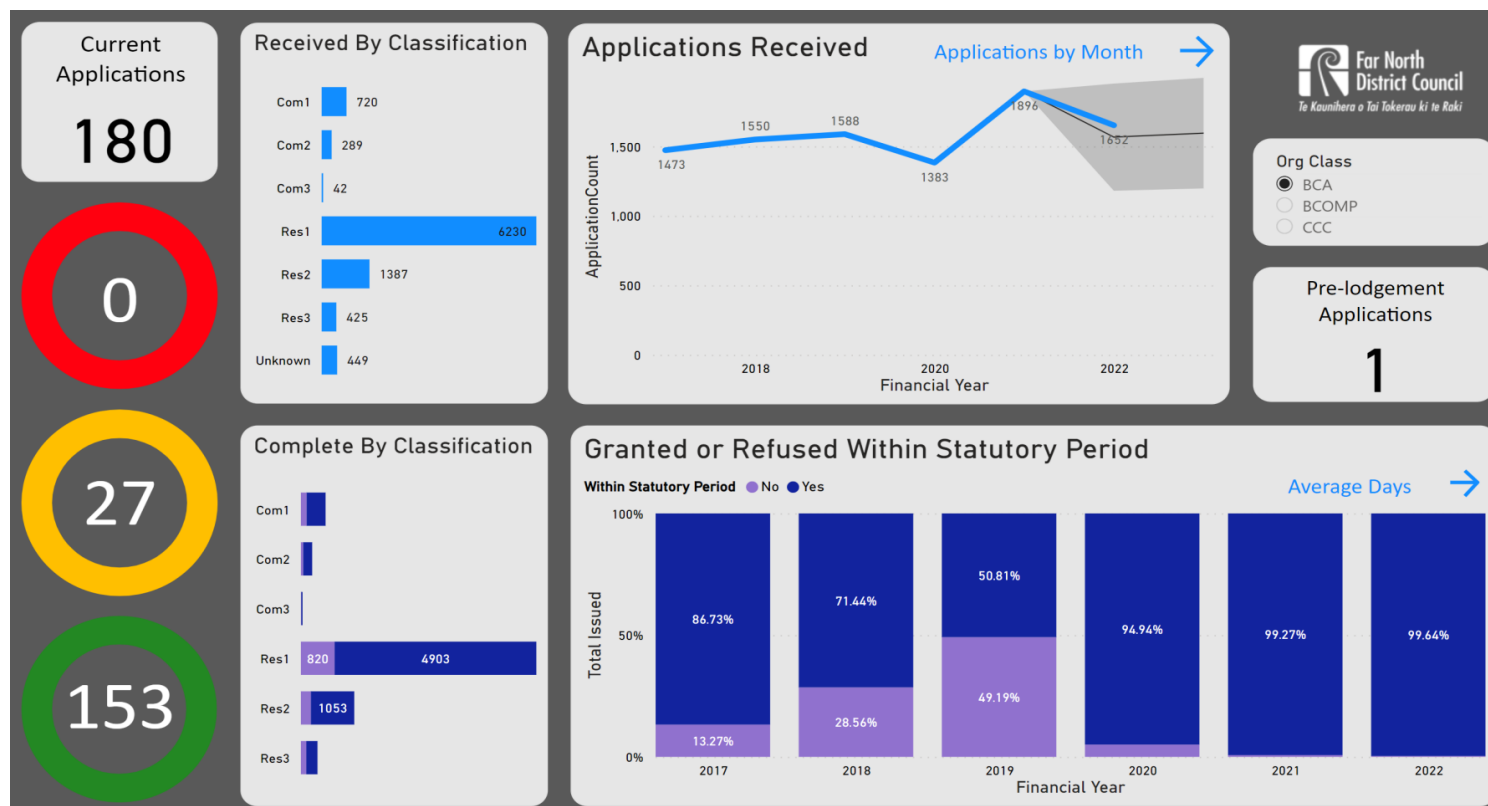 Current
Applications
180
0
27
153
Received By Classification
Com1 720
Com2 289
Com3 42
Res1 6230
Res2 1387
Res3 425
Unknown 449
Complete By Classification
Com1
Com2
Com3
Res1 820 4903
Res2 1053
Res3
Applications Received
Applications by Month
ApplicationCount
1,500
1,000
500
0
1473
1550
1588
1383
1896
1652
2018 2020 2022
Financial Year
Far North
District Council
Te Kaunihera o Tai Tokerau ki te Raki
Org Class
BCA
BCOMP
CCC
Pre-lodgement
Applications
1
Granted or Refused Within Statutory Period
Within Statutory Period No Yes
Average Days
Total Issued
100%
50%
0%
86.73% 71.44% 50.81% 94.94% 99.27% 99.64%
13.27% 28.56% 49.19%
2017 2018 2019 2020 2021 2022
Financial Year